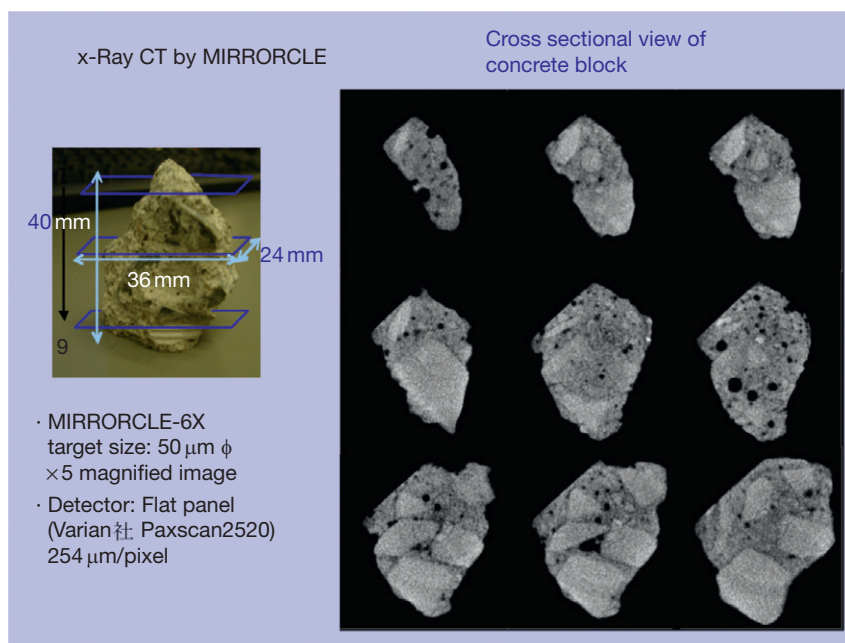 x-Ray CT by MIRRORCLE
Cross sectional view of
concrete block
1
40 mm
24 mm
36 mm
9
· MIRRORCLE-6X
target size: 50 μm ϕ
×5 magnified image
· Detector: Flat panel
(Varian社 Paxscan2520)
254 μm/pixel